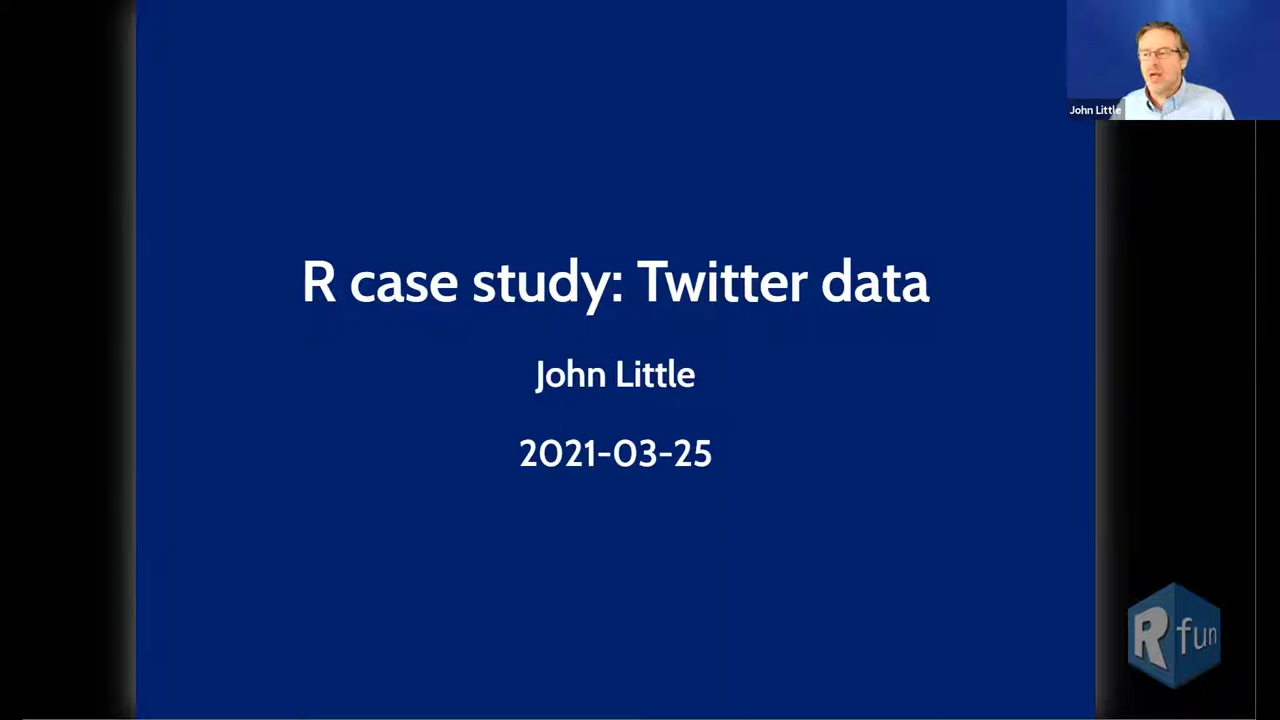 John Little
R case study: Twitter data
John Little
2021-03-25
R fun